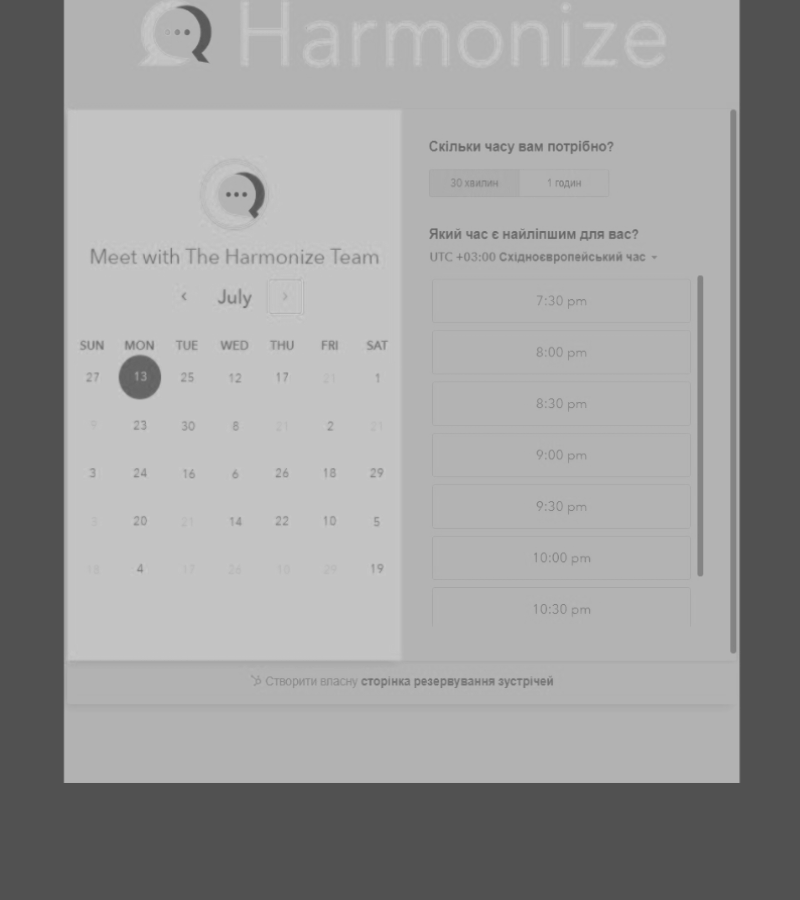 Harmonize
Meet with The Harmonize Team
July
SUN MON TUE WED THU FRI SAT
27 13 25 12 17 21 1
9 23 30 8 21 2 21
3 24 16 6 26 18 29
3 20 21 14 22 10 5
18 4 17 26 18 29 19
Скільки часу вам потрібно?
30 хвилин 1 годин
Який час є найліпшим для вас?
UTC +03:00 Східноєвропейський час
7:30 pm
8:00 pm
8:30 pm
9:00 pm
9:30 pm
10:00 pm
10:30 pm
Створити власну сторінка резервування зустрічей